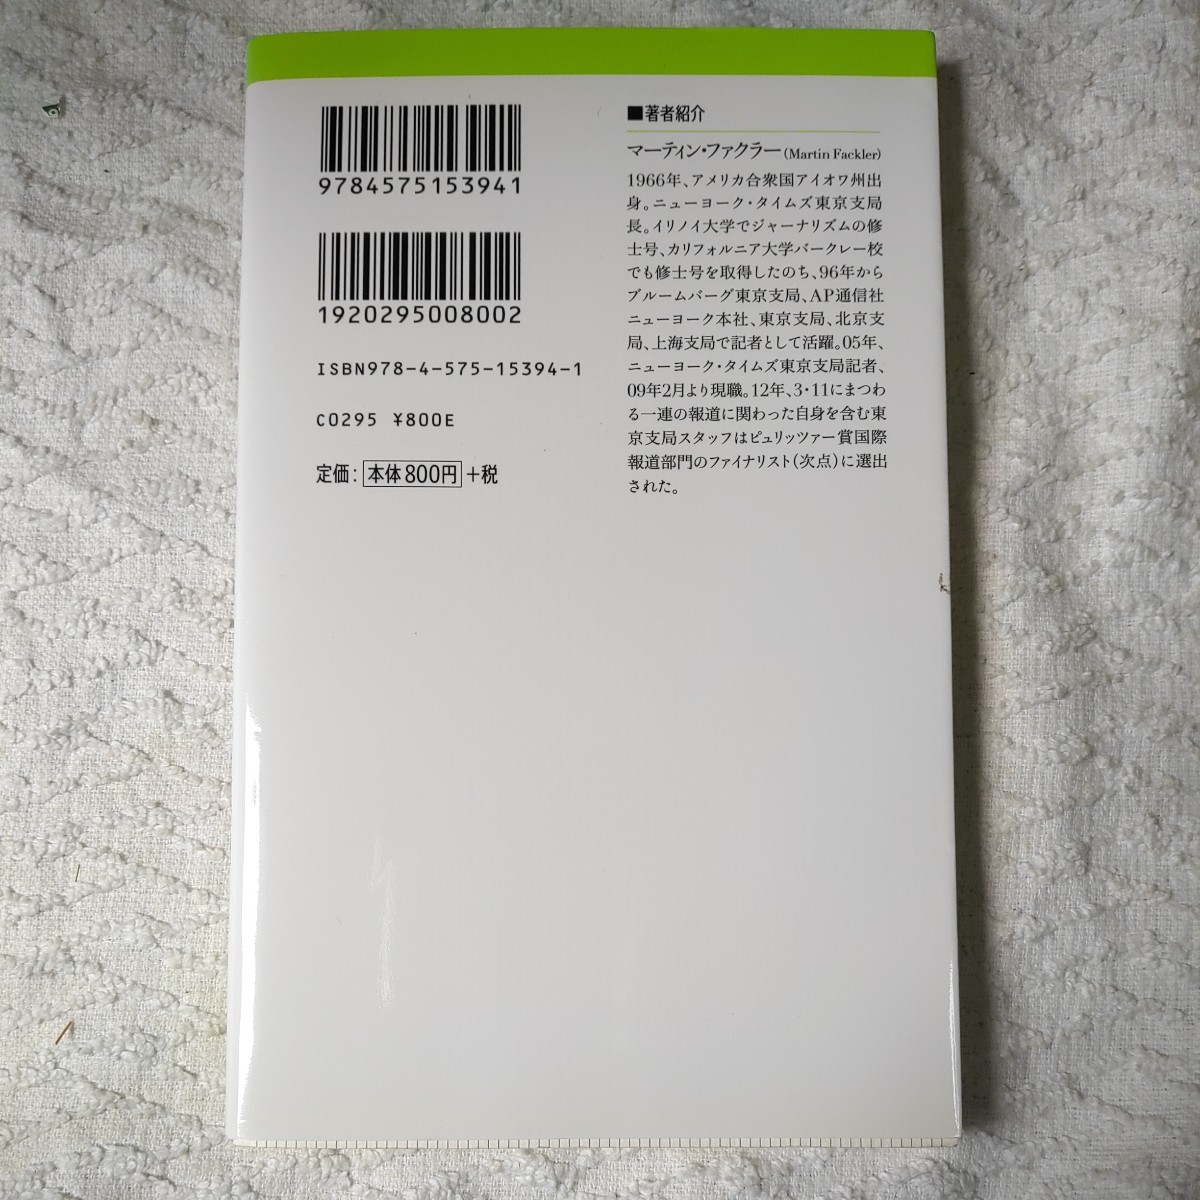 9784575153941
1920295008002
ISBN978-4-575-15394-1
C0295 ¥800E
定価:本体800円+税
■著者紹介
マーティン・ファクラー(Martin Fackler)
1966年、アメリカ合衆国アイオワ州出
身。ニューヨーク・タイムズ東京支局
長。イリノイ大学でジャーナリズムの修
士号、カリフォルニア大学バークレー校
でも修士号を取得したのち、96年から
ブルームバーグ東京支局、AP通信社
ニューヨーク本社、東京支局、北京支
局、上海支局で記者として活躍。05年、
ニューヨーク・タイムズ東京支局記者、
09年2月より現職。12年、3・11にまつわ
る一連の報道に関わった自身を含む東
京支局スタッフはピュリッツァー賞国際
報道部門のファイナリスト(次点)に選出
された。